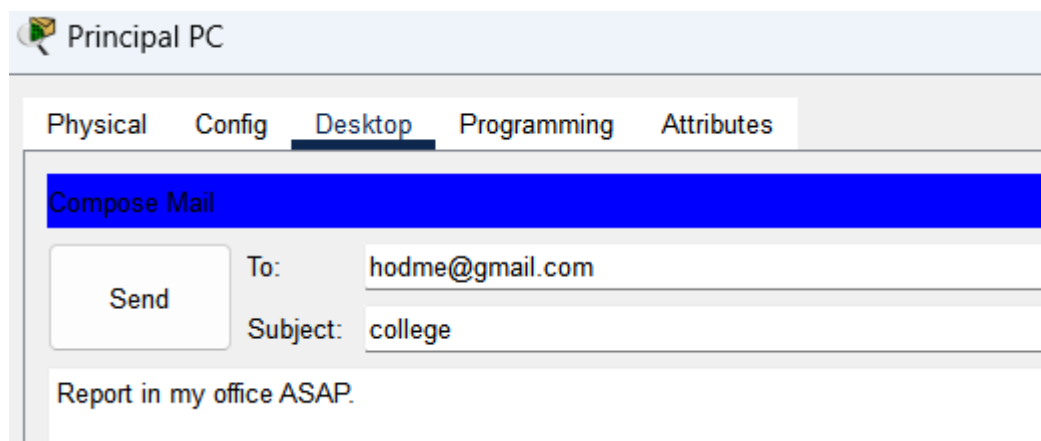 Principal PC
Physical Config Desktop Programming Attributes
Compose Mail
Send
To: hodme@gmail.com
Subject: college
Report in my office ASAP.